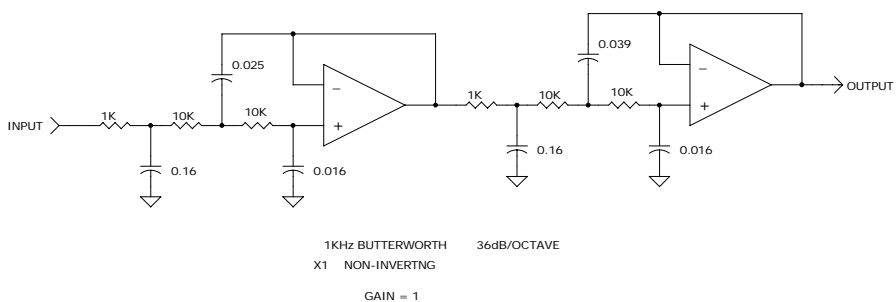 0.025
0.039
1K 10K 10K
1K 10K 10K
INPUT
OUTPUT
−
+
−
+
0.16
0.016
0.16
0.016
1KHz BUTTERWORTH 36dB/OCTAVE
X1 NON-INVERTNG
GAIN = 1